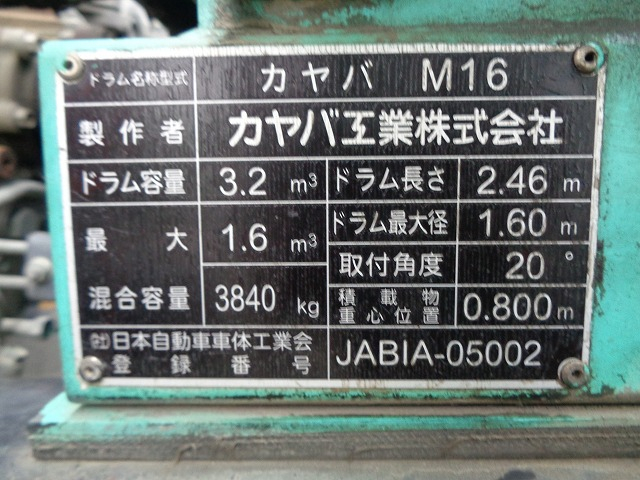 ドラム名称型式 カヤバ M16
製作者 カヤバ工業株式会社
ドラム容量 3.2 m³ ドラム長さ 2.46 m
最大 1.6 m³ ドラム最大径 1.60 m
取付角度 20°
混合容量 3840 kg 積載物重心位置 0.800 m
㈳日本自動車車体工業会
登録番号 JABIA-05002